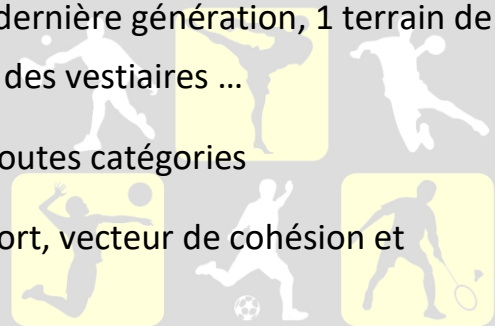 dernière génération, 1 terrain de
des vestiaires ...
outes catégories
ort, vecteur de cohésion et